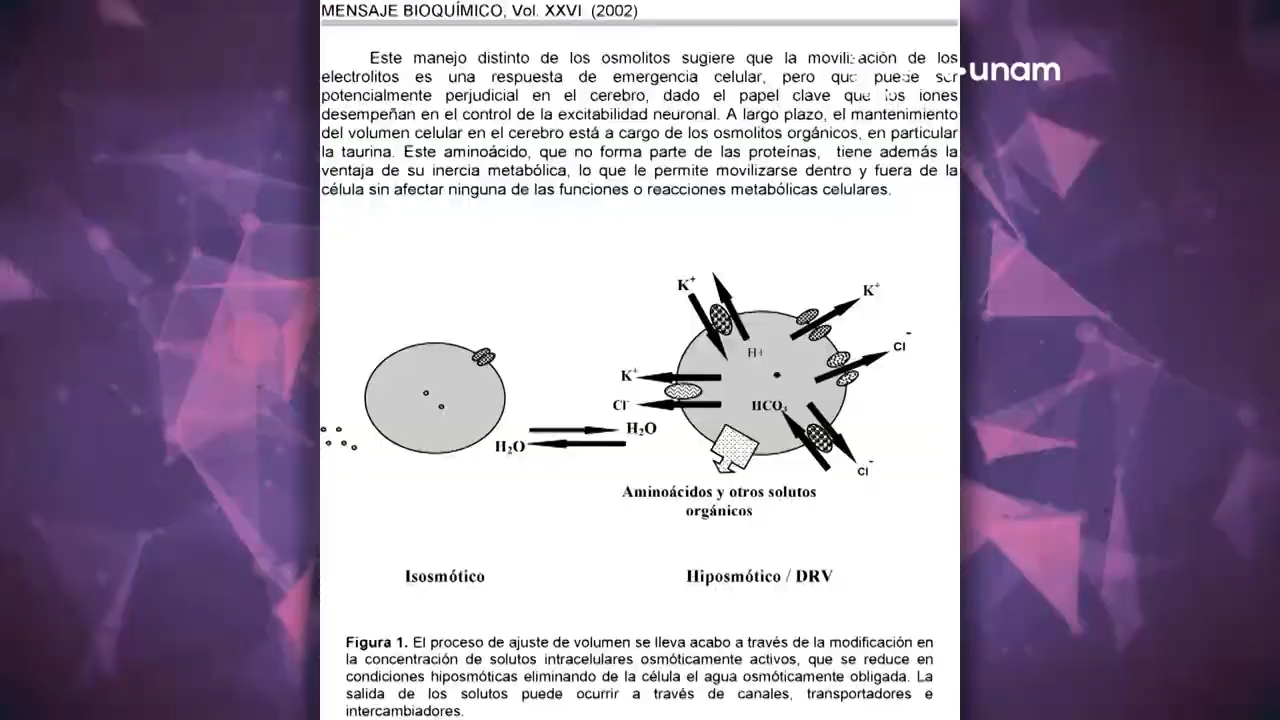 MENSAJE BIOQUÍMICO, Vol. XXVI (2002)
Este manejo distinto de los osmolitos sugiere que la movilización de los
electrolitos es una respuesta de emergencia celular, pero que puede ser
potencialmente perjudicial en el cerebro, dado el papel clave que los iones
desempeñan en el control de la excitabilidad neuronal. A largo plazo, el mantenimiento
del volumen celular en el cerebro está a cargo de los osmolitos orgánicos, en particular
la taurina. Este aminoácido, que no forma parte de las proteínas, tiene además la
ventaja de su inercia metabólica, lo que le permite movilizarse dentro y fuera de la
célula sin afectar ninguna de las funciones o reacciones metabólicas celulares.
unam
K⁺
K⁺
H+
Cl⁻
K⁺
Cl⁻
HCO₃
H₂O
H₂O
Cl⁻
Aminoácidos y otros solutos
orgánicos
Isosmótico
Hiposmótico / DRV
Figura 1. El proceso de ajuste de volumen se lleva acabo a través de la modificación en
la concentración de solutos intracelulares osmóticamente activos, que se reduce en
condiciones hiposmóticas eliminando de la célula el agua osmóticamente obligada. La
salida de los solutos puede ocurrir a través de canales, transportadores e
intercambiadores.